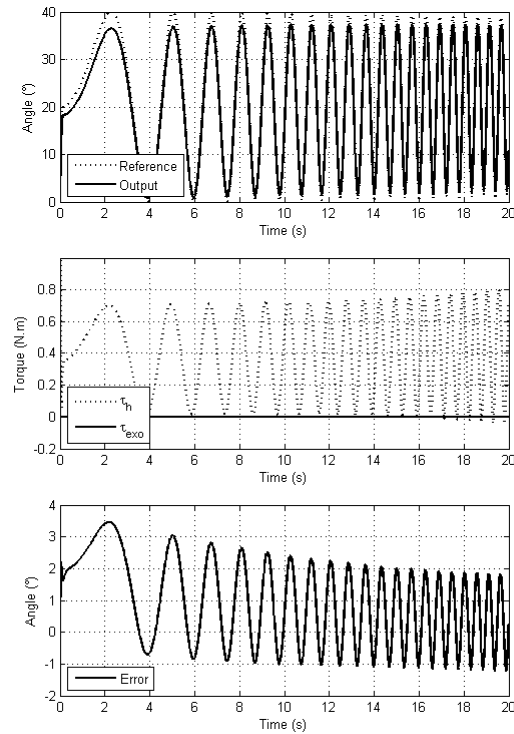 40
30
20
10
0
Angle (°)
Reference
Output
0 2 4 6 8 10 12 14 16 18 20
Time (s)
0.8
0.6
0.4
0.2
0
-0.2
Torque (N.m)
τh
τexo
0 2 4 6 8 10 12 14 16 18 20
Time (s)
4
3
2
1
0
-1
-2
Angle (°)
Error
0 2 4 6 8 10 12 14 16 18 20
Time (s)